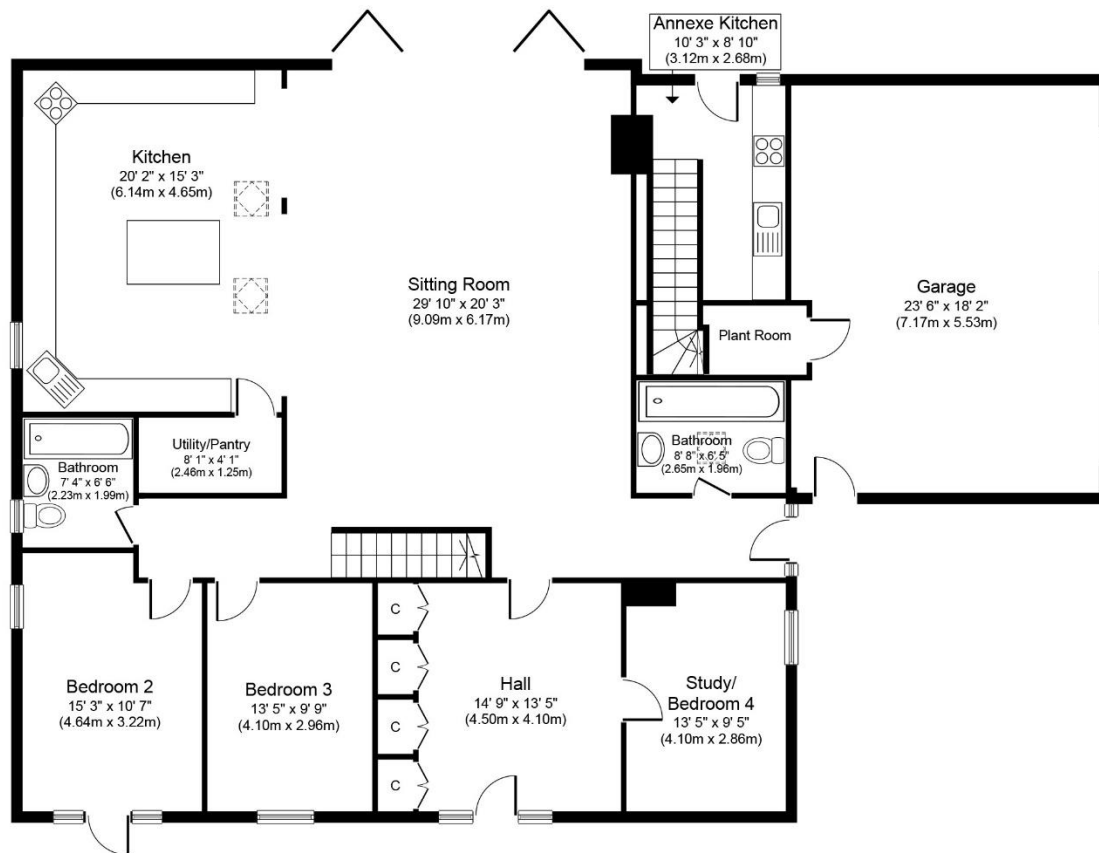 Annexe Kitchen
10' 3" x 8' 10"
(3.12m x 2.68m)
Kitchen
20' 2" x 15' 3"
(6.14m x 4.65m)
Sitting Room
29' 10" x 20' 3"
(9.09m x 6.17m)
Garage
23' 6" x 18' 2"
(7.17m x 5.53m)
Plant Room
Utility/Pantry
8' 1" x 4' 1"
(2.46m x 1.25m)
Bathroom
7' 4" x 6' 6"
(2.23m x 1.99m)
Bathroom
8' 8" x 6' 5"
(2.65m x 1.96m)
C
C
C
C
Bedroom 2
15' 3" x 10' 7"
(4.64m x 3.22m)
Bedroom 3
13' 5" x 9' 9"
(4.10m x 2.96m)
Hall
14' 9" x 13' 5"
(4.50m x 4.10m)
Study/
Bedroom 4
13' 5" x 9' 5"
(4.10m x 2.86m)